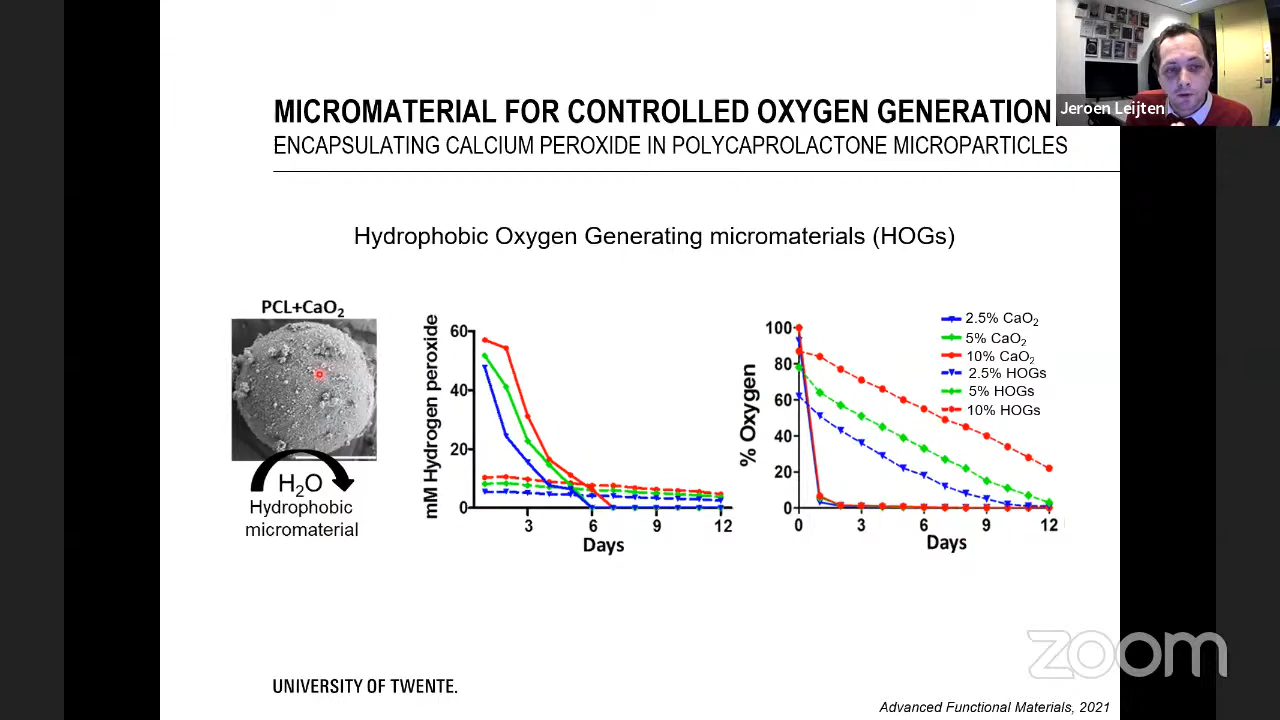 Jeroen Leijten
MICROMATERIAL FOR CONTROLLED OXYGEN GENERATION
ENCAPSULATING CALCIUM PEROXIDE IN POLYCAPROLACTONE MICROPARTICLES
Hydrophobic Oxygen Generating micromaterials (HOGs)
PCL+CaO₂
H₂O
Hydrophobic
micromaterial
mM Hydrogen peroxide
60
40
20
0
3 6 9 12
Days
% Oxygen
100
80
60
40
20
0
0 3 6 9 12
Days
2.5% CaO₂
5% CaO₂
10% CaO₂
2.5% HOGs
5% HOGs
10% HOGs
zoom
UNIVERSITY OF TWENTE.
Advanced Functional Materials, 2021